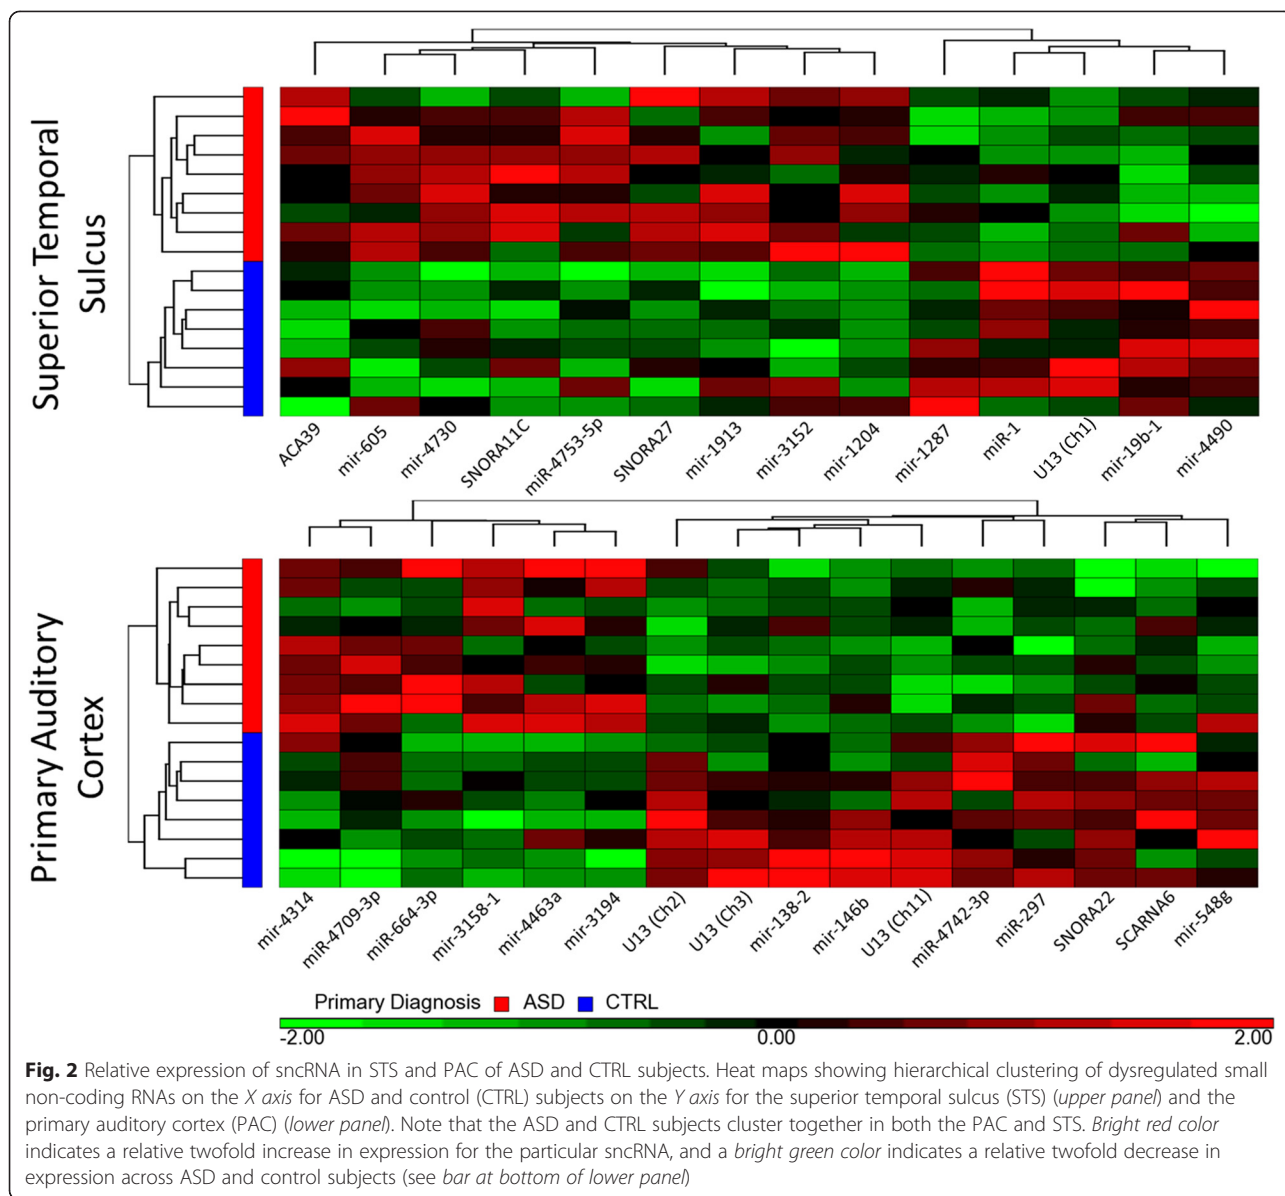 Superior Temporal
Sulcus
ACA39
mir-605
mir-4730
SNORA11C
miR-4753-5p
SNORA27
mir-1913
mir-3152
mir-1204
mir-1287
miR-1
U13 (Ch1)
mir-19b-1
mir-4490
Primary Auditory
Cortex
mir-4314
miR-4709-3p
miR-664-3p
mir-3158-1
mir-4463a
mir-3194
U13 (Ch2)
U13 (Ch3)
mir-138-2
mir-146b
U13 (Ch11)
miR-4742-3p
miR-297
SNORA22
SCARNA6
mir-548g
Primary Diagnosis ASD CTRL
-2.00 0.00 2.00
Fig. 2 Relative expression of sncRNA in STS and PAC of ASD and CTRL subjects. Heat maps showing hierarchical clustering of dysregulated small
non-coding RNAs on the X axis for ASD and control (CTRL) subjects on the Y axis for the superior temporal sulcus (STS) (upper panel) and the
primary auditory cortex (PAC) (lower panel). Note that the ASD and CTRL subjects cluster together in both the PAC and STS. Bright red color
indicates a relative twofold increase in expression for the particular sncRNA, and a bright green color indicates a relative twofold decrease in
expression across ASD and control subjects (see bar at bottom of lower panel)